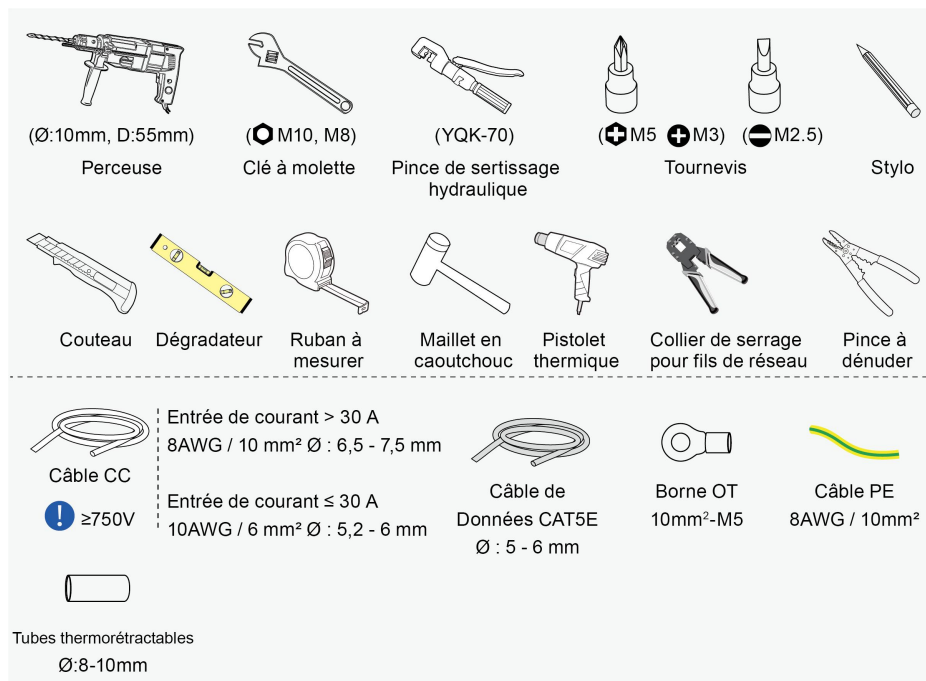 (Ø:10mm, D:55mm)
Perceuse
(M10, M8)
Clé à molette
(YQK-70)
Pince de sertissage
hydraulique
(M5 M3) (M2.5)
Tournevis
Stylo
Couteau
Dégradateur
Ruban à
mesurer
Maillet en
caoutchouc
Pistolet
thermique
Collier de serrage
pour fils de réseau
Pince à
dénuder
Câble CC
≥750V
Entrée de courant > 30 A
8AWG / 10 mm² Ø : 6,5 - 7,5 mm
Entrée de courant ≤ 30 A
10AWG / 6 mm² Ø : 5,2 - 6 mm
Câble de
Données CAT5E
Ø : 5 - 6 mm
Borne OT
10mm²-M5
Câble PE
8AWG / 10mm²
Tubes thermorétractables
Ø:8-10mm